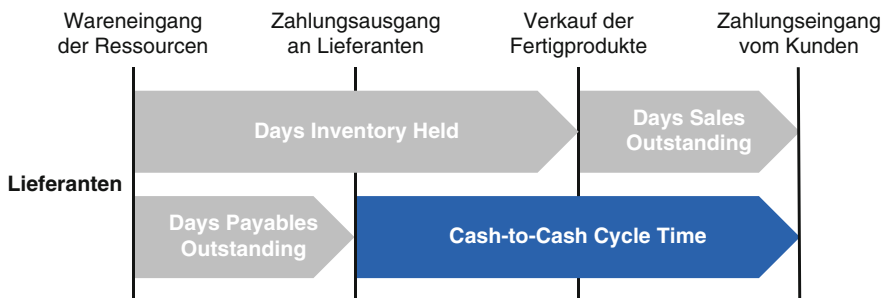 Wareneingang
der Ressourcen
Zahlungsausgang
an Lieferanten
Verkauf der
Fertigprodukte
Zahlungseingang
vom Kunden
Days Inventory Held
Days Sales
Outstanding
Lieferanten
Days Payables
Outstanding
Cash-to-Cash Cycle Time